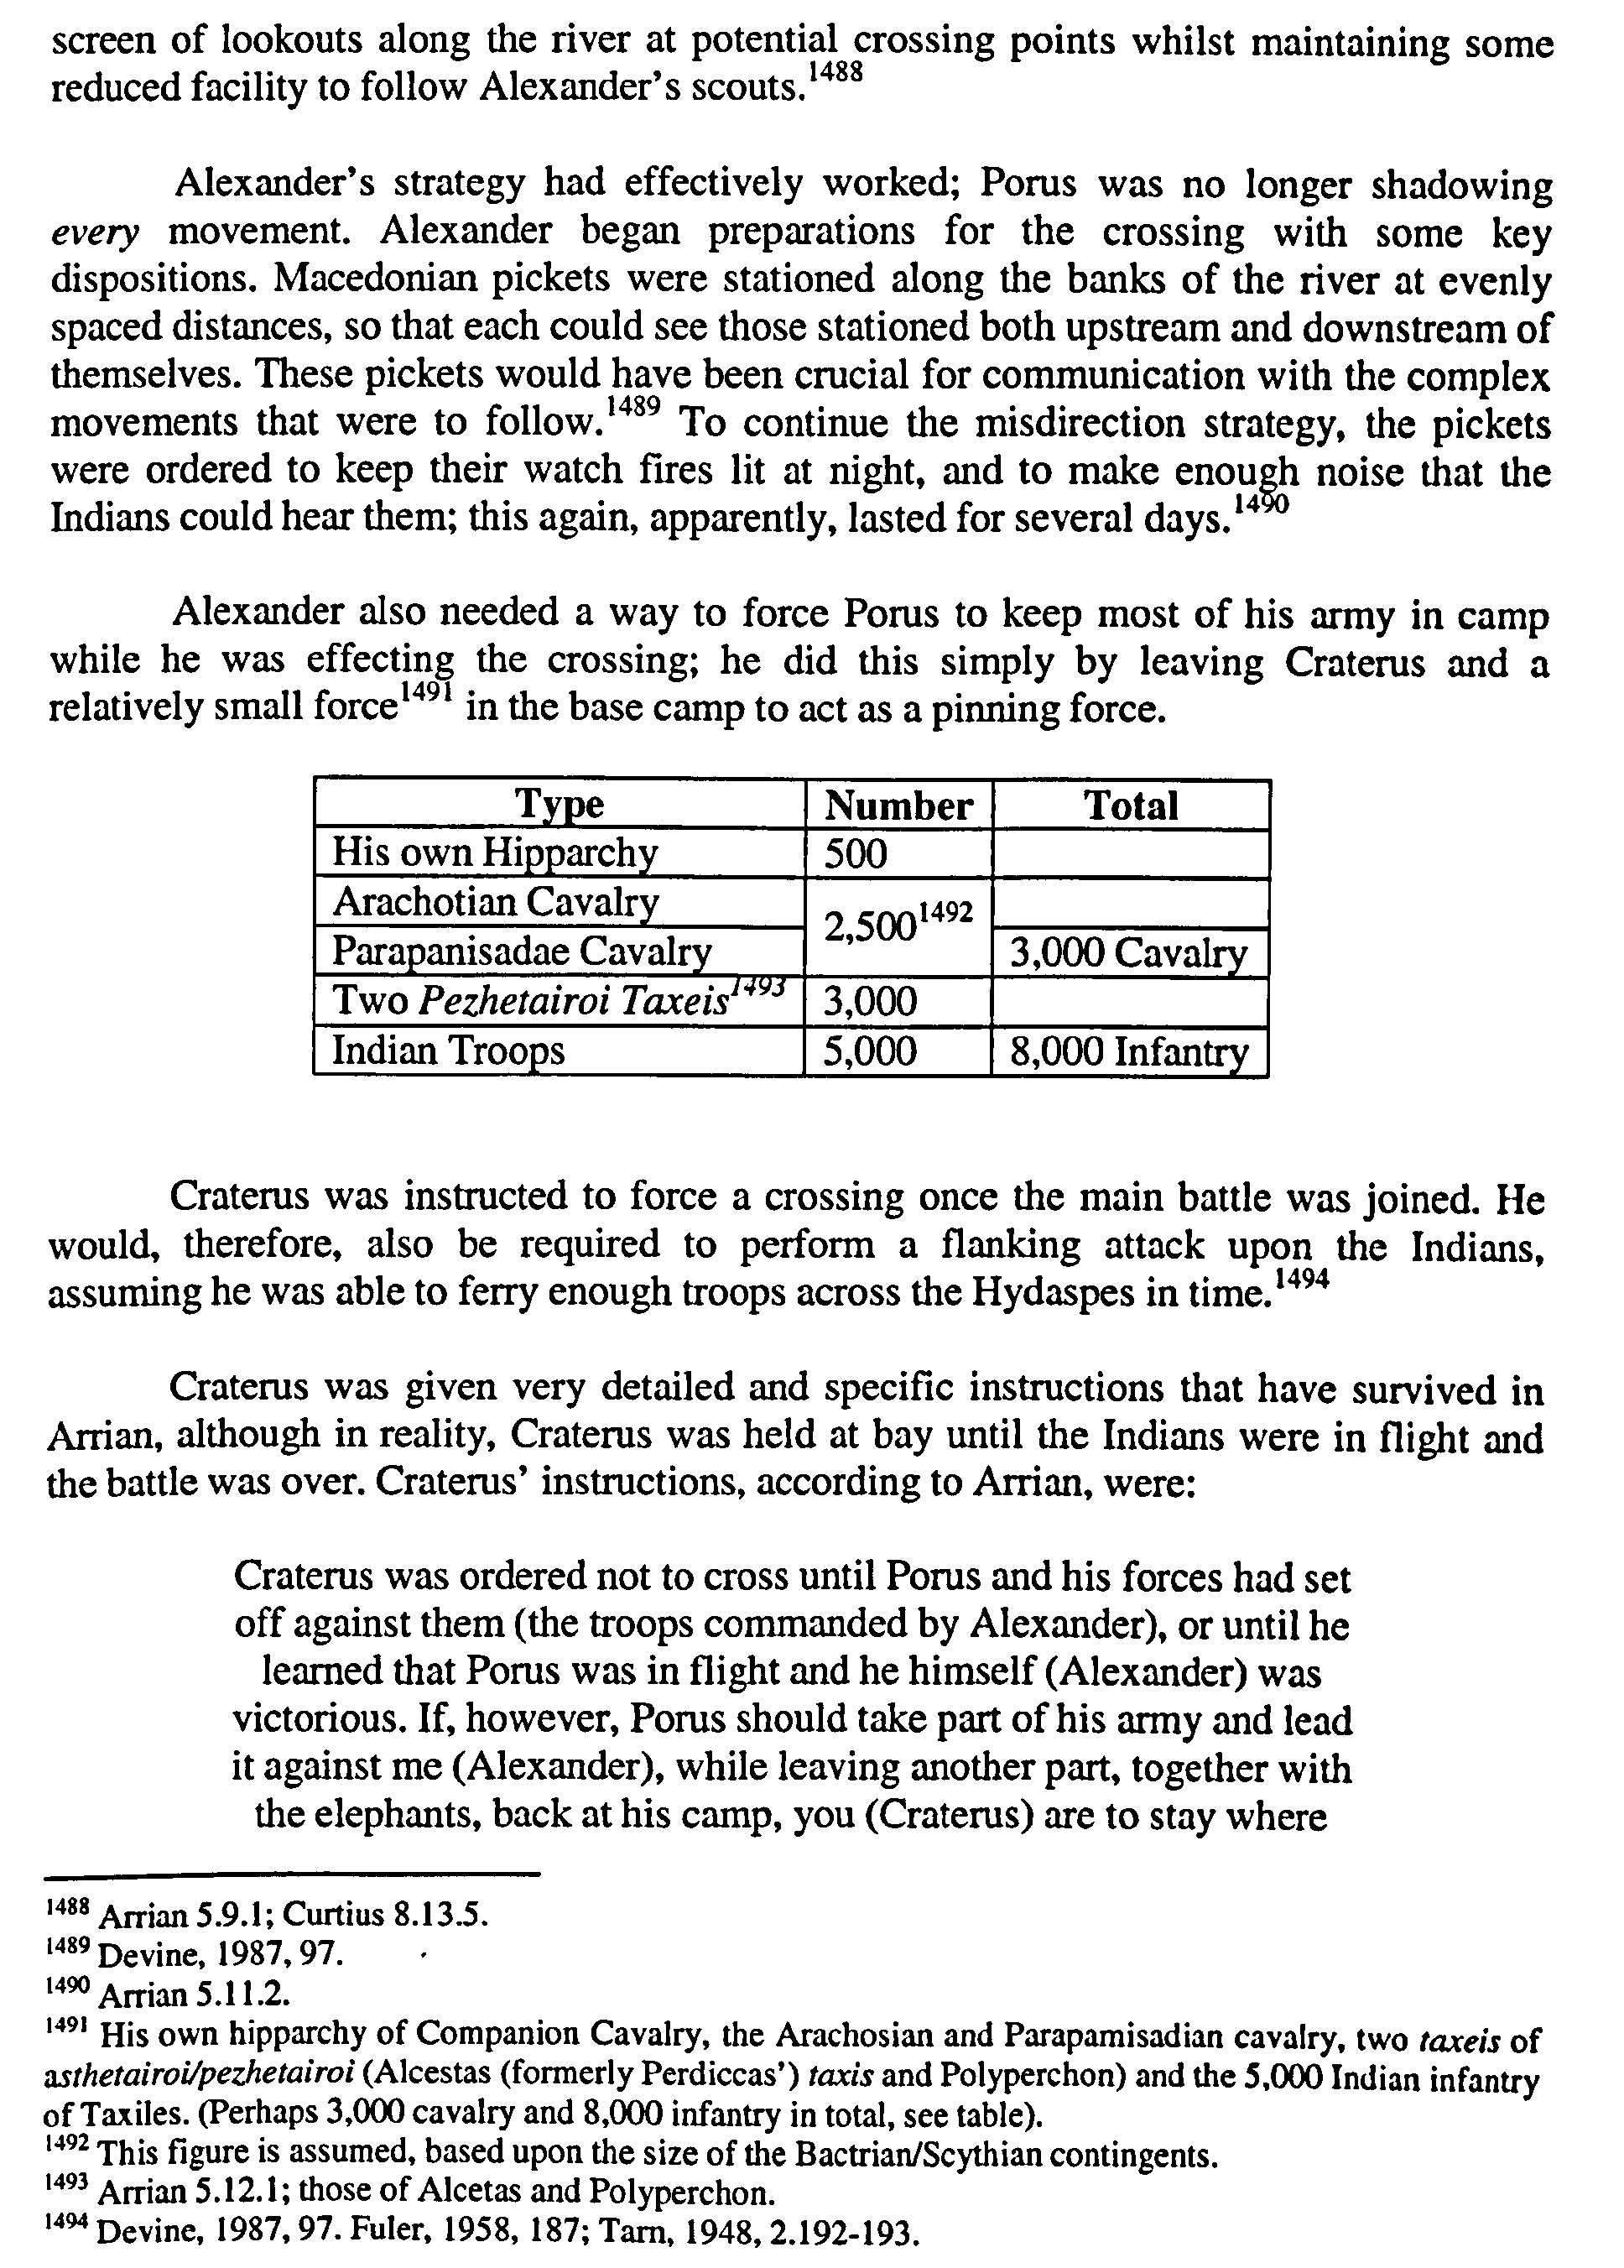 screen of lookouts along the river at potential crossing points whilst maintaining some
reduced facility to follow Alexander's scouts.1488
Alexander's strategy had effectively worked; Porus was no longer shadowing
every movement. Alexander began preparations for the crossing with some key
dispositions. Macedonian pickets were stationed along the banks of the river at evenly
spaced distances, so that each could see those stationed both upstream and downstream of
themselves. These pickets would have been crucial for communication with the complex
movements that were to follow.1489 To continue the misdirection strategy, the pickets
were ordered to keep their watch fires lit at night, and to make enough noise that the
Indians could hear them; this again, apparently, lasted for several days.1490
Alexander also needed a way to force Porus to keep most of his army in camp
while he was effecting the crossing; he did this simply by leaving Craterus and a
relatively small force1491 in the base camp to act as a pinning force.
Type Number Total
His own Hipparchy 500
Arachotian Cavalry
2,5001492
Parapanisadae Cavalry 3,000 Cavalry
Two Pezhetairoi Taxeis1493 3,000
Indian Troops 5,000 8,000 Infantry
Craterus was instructed to force a crossing once the main battle was joined. He
would, therefore, also be required to perform a flanking attack upon the Indians,
assuming he was able to ferry enough troops across the Hydaspes in time.1494
Craterus was given very detailed and specific instructions that have survived in
Arrian, although in reality, Craterus was held at bay until the Indians were in flight and
the battle was over. Craterus' instructions, according to Arrian, were:
Craterus was ordered not to cross until Porus and his forces had set
off against them (the troops commanded by Alexander), or until he
learned that Porus was in flight and he himself (Alexander) was
victorious. If, however, Porus should take part of his army and lead
it against me (Alexander), while leaving another part, together with
the elephants, back at his camp, you (Craterus) are to stay where
1488 Arrian 5.9.1; Curtius 8.13.5.
1489 Devine, 1987, 97.
1490 Arrian 5.11.2.
1491 His own hipparchy of Companion Cavalry, the Arachosian and Parapamisadian cavalry, two taxeis of
asthetairoi/pezhetairoi (Alcestas (formerly Perdiccas') taxis and Polyperchon) and the 5,000 Indian infantry
of Taxiles. (Perhaps 3,000 cavalry and 8,000 infantry in total, see table).
1492 This figure is assumed, based upon the size of the Bactrian/Scythian contingents.
1493 Arrian 5.12.1; those of Alcetas and Polyperchon.
1494 Devine, 1987, 97. Fuler, 1958, 187; Tarn, 1948, 2.192-193.